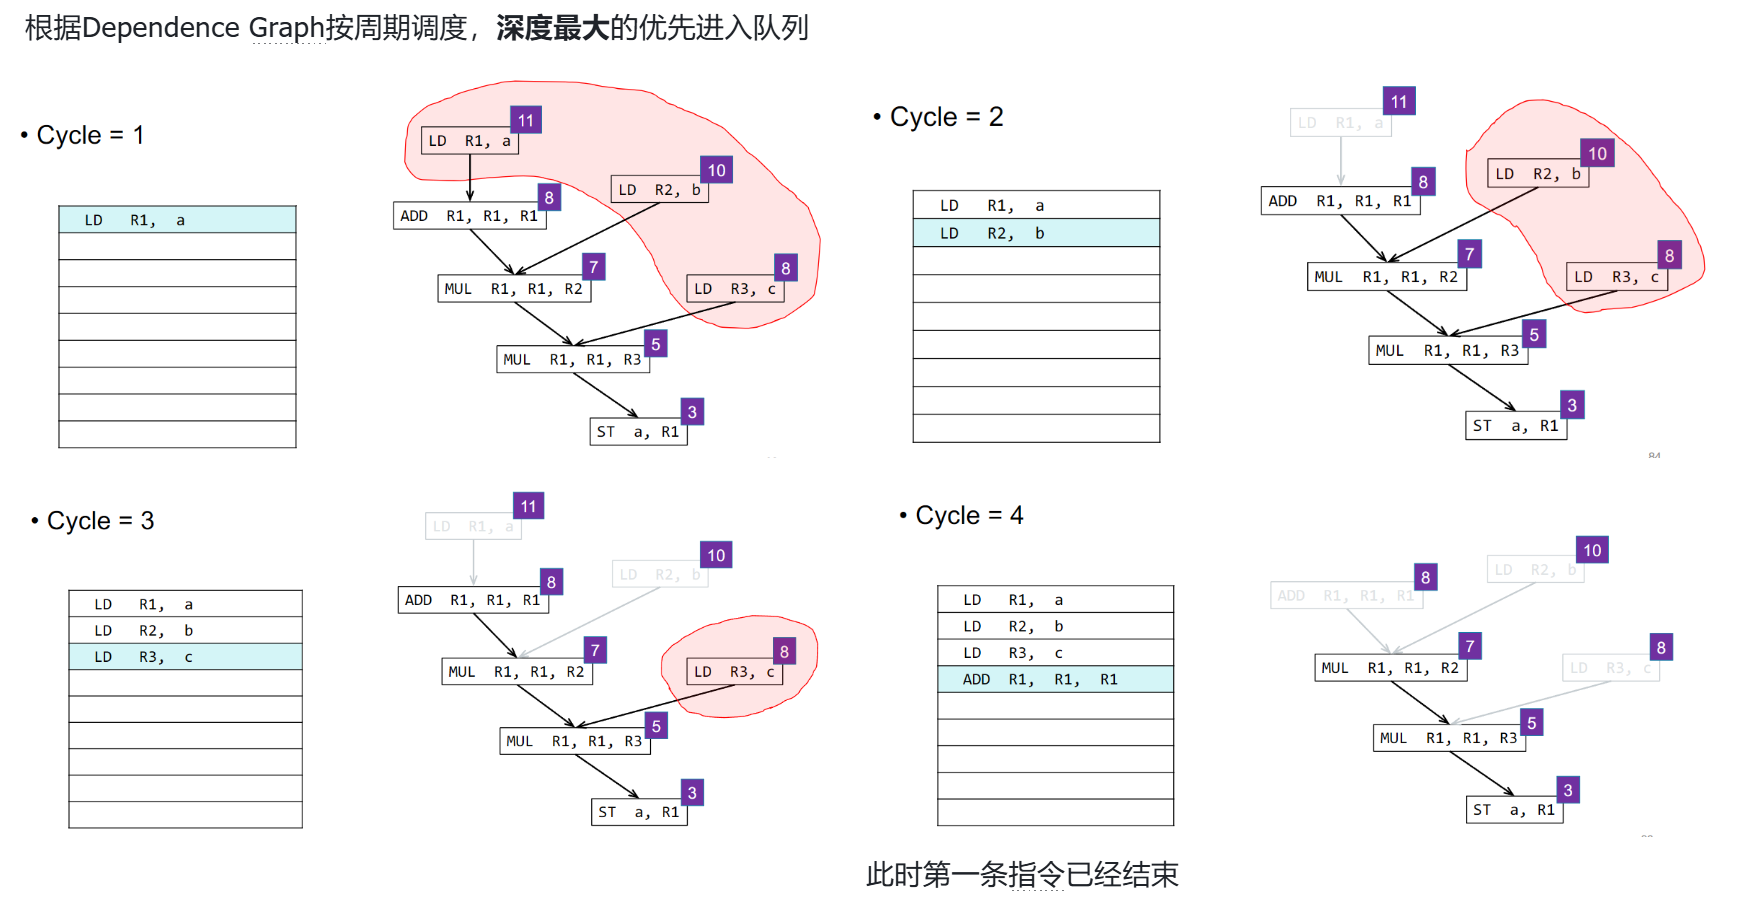 根据Dependence Graph按周期调度，深度最大的优先进入队列
• Cycle = 1
LD R1, a
11
LD R1, a
10
LD R2, b
8
ADD R1, R1, R1
7
MUL R1, R1, R2
8
LD R3, c
5
MUL R1, R1, R3
3
ST a, R1
• Cycle = 2
LD R1, a
LD R2, b
11
LD R1, a
10
LD R2, b
8
ADD R1, R1, R1
7
MUL R1, R1, R2
8
LD R3, c
5
MUL R1, R1, R3
3
ST a, R1
• Cycle = 3
LD R1, a
LD R2, b
LD R3, c
11
LD R1, a
10
LD R2, b
8
ADD R1, R1, R1
7
MUL R1, R1, R2
8
LD R3, c
5
MUL R1, R1, R3
3
ST a, R1
• Cycle = 4
LD R1, a
LD R2, b
LD R3, c
ADD R1, R1, R1
10
LD R2, b
8
ADD R1, R1, R1
7
MUL R1, R1, R2
8
LD R3, c
5
MUL R1, R1, R3
3
ST a, R1
此时第一条指令已经结束